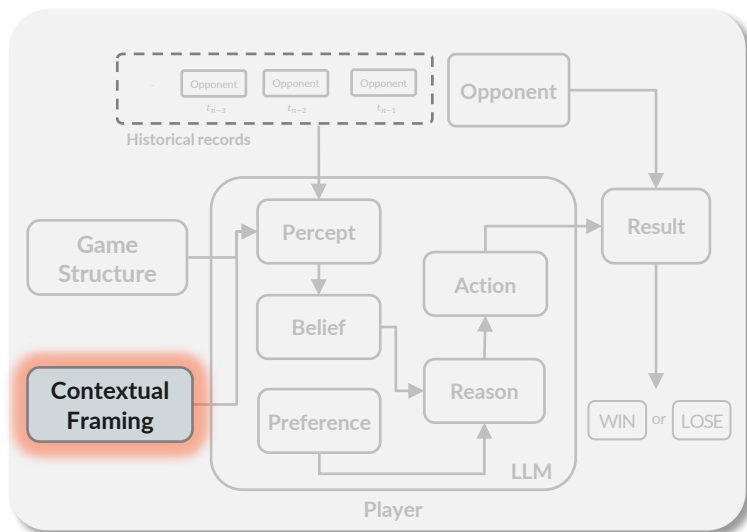 Opponent
Opponent
Opponent
t_{n-3}
t_{n-2}
t_{n-1}
Historical records
Opponent
Game
Structure
Percept
Result
Action
Belief
Contextual
Framing
Preference
Reason
WIN or LOSE
LLM
Player